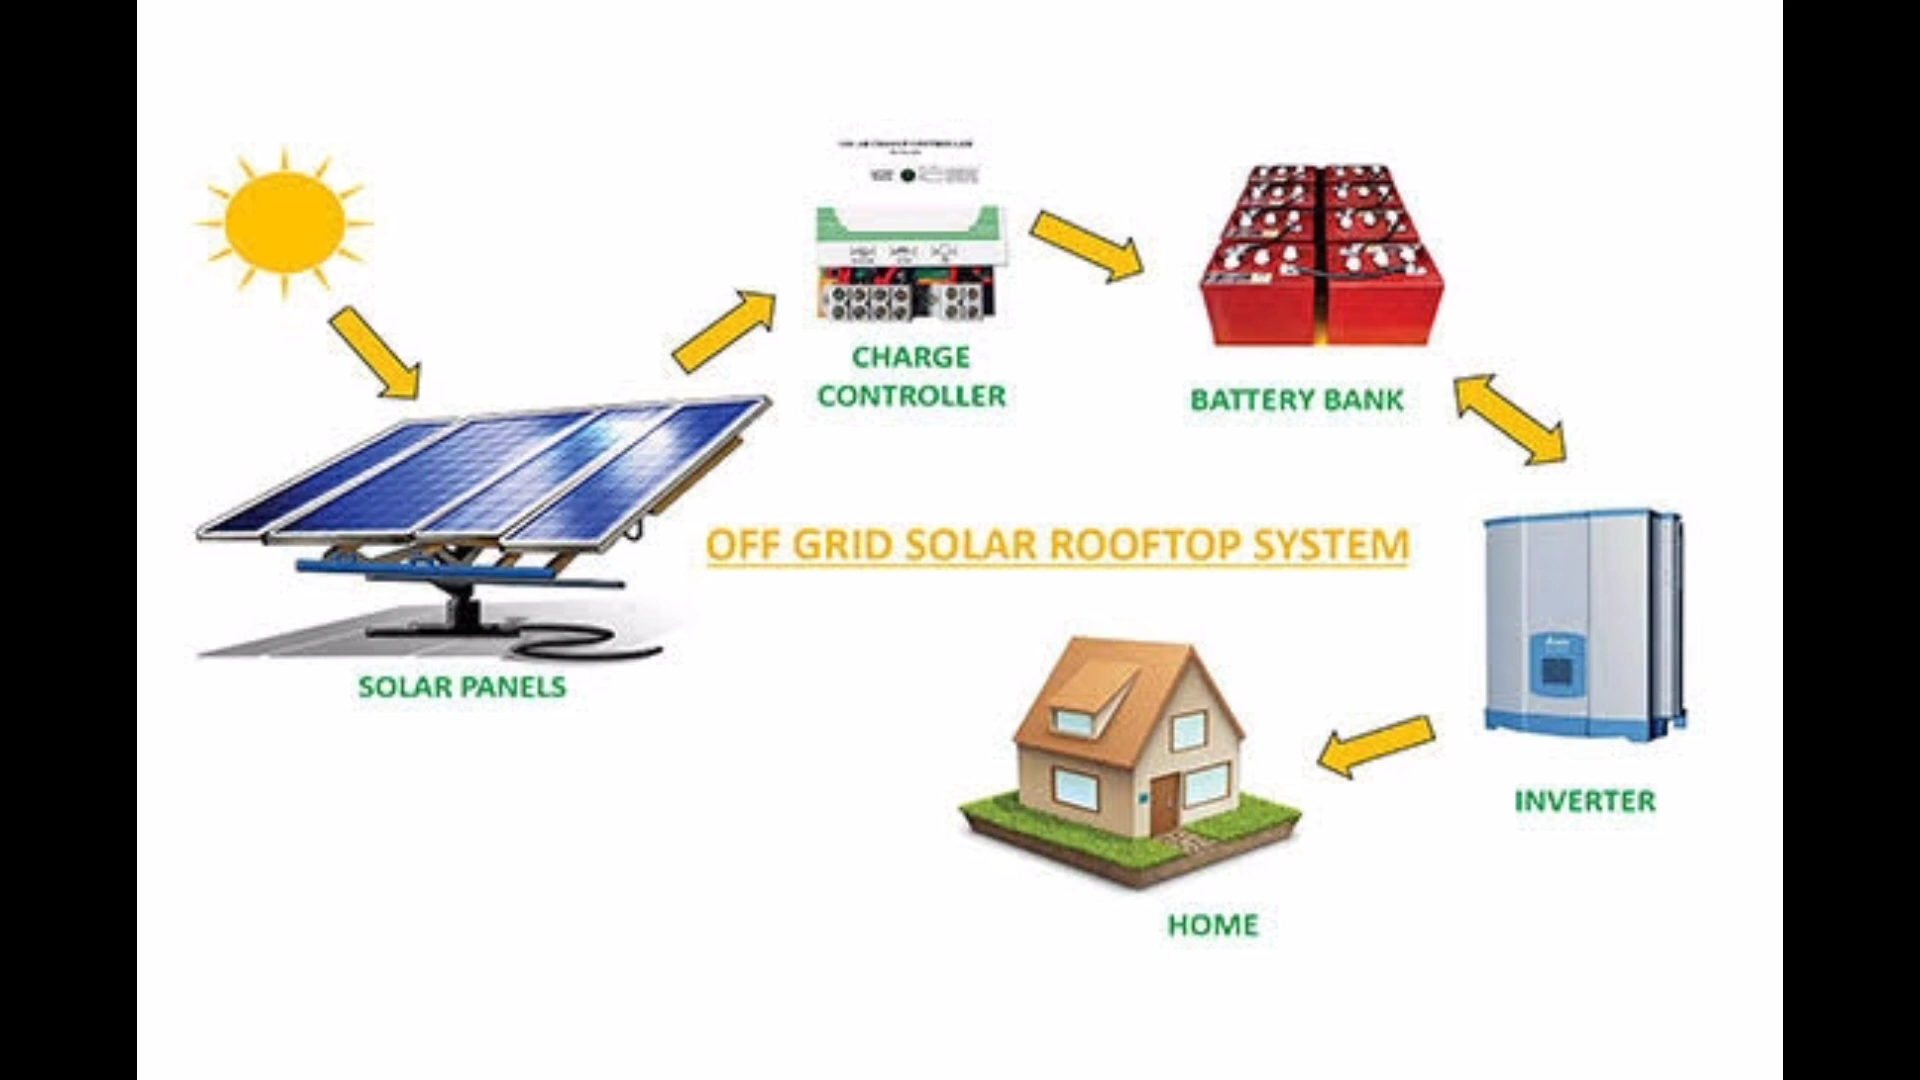 CHARGE
CONTROLLER
BATTERY BANK
OFF GRID SOLAR ROOFTOP SYSTEM
SOLAR PANELS
INVERTER
HOME